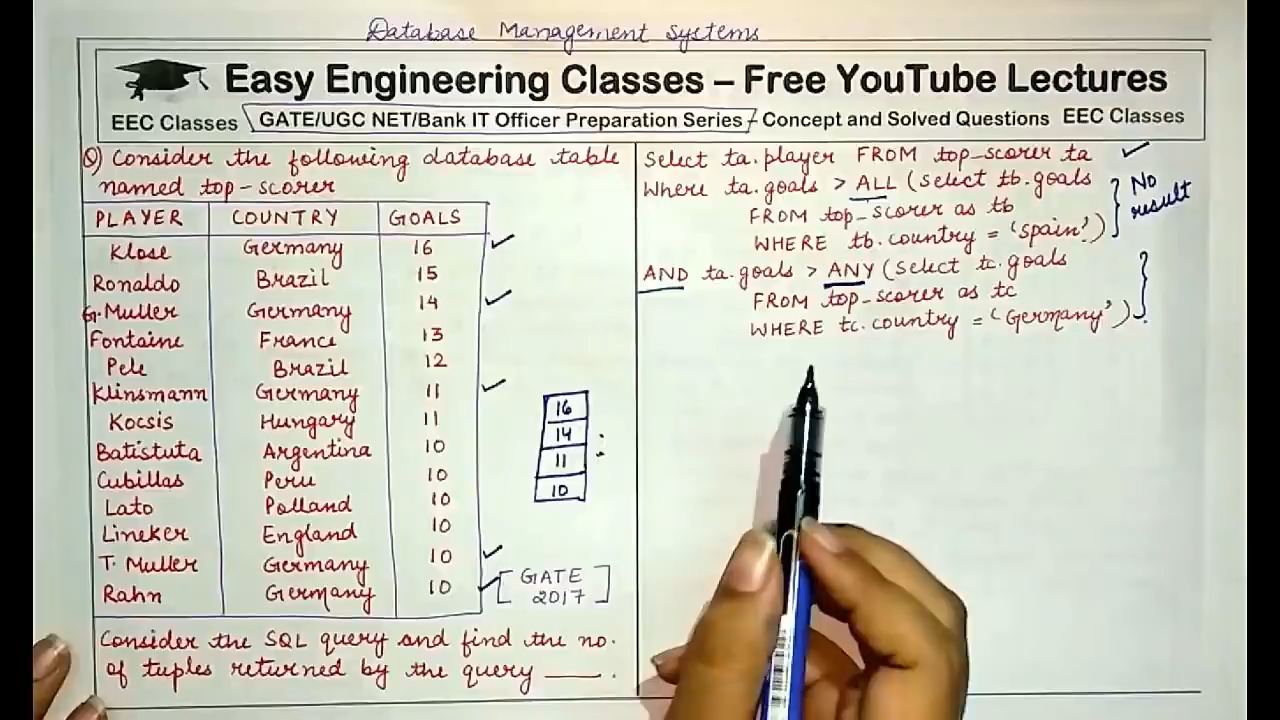 Database Management Systems
Easy Engineering Classes – Free YouTube Lectures
EEC Classes GATE/UGC NET/Bank IT Officer Preparation Series – Concept and Solved Questions EEC Classes
Q) Consider the following database table
named top-scorer
PLAYER COUNTRY GOALS
Klose Germany 16
Ronaldo Brazil 15
G.Muller Germany 14
Fontaine France 13
Pele Brazil 12
Klinsmann Germany 11
Kocsis Hungary 11
Batistuta Argentina 10
Cubillas Peru 10
Lato Polland 10
Lineker England 10
T. Muller Germany 10
Rahn Germany 10
[GATE
2017]
16
14
11
10
Consider the SQL query and find the no.
of tuples returned by the query ____.
Select ta.player FROM top-scorer ta
Where ta.goals > ALL (Select tb.goals
FROM top-scorer as tb
WHERE tb.country = 'spain')
No
result
AND ta.goals > ANY (Select tc.goals
FROM top-scorer as tc
WHERE tc.country = 'Germany')